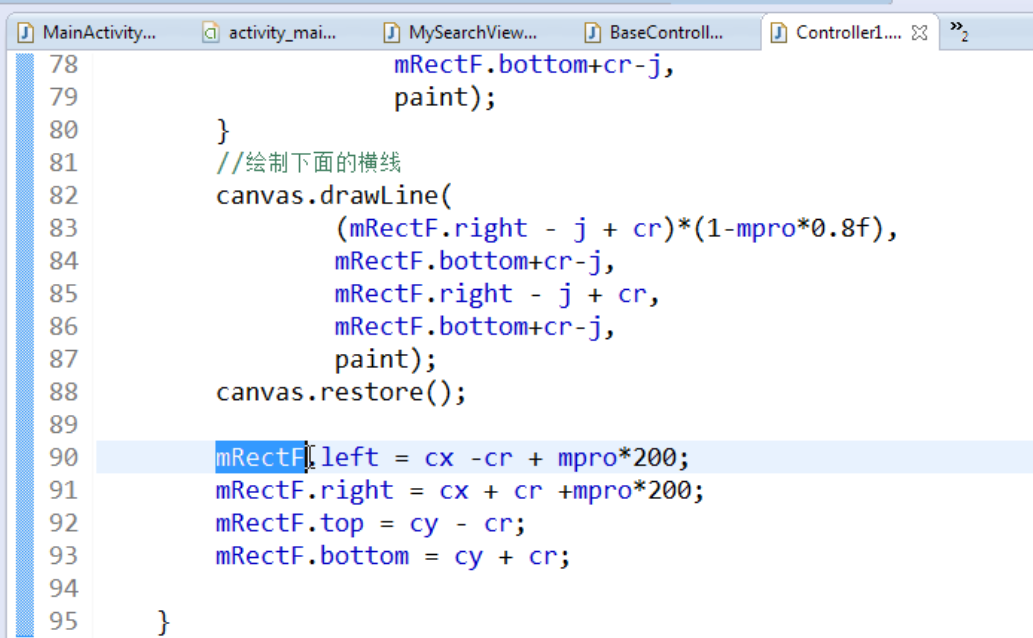 MainActivity... activity_mai... MySearchView... BaseControll... Controller1.... »2
78 mRectF.bottom+cr-j,
79 paint);
80 }
81 //绘制下面的横线
82 canvas.drawLine(
83 (mRectF.right - j + cr)*(1-mpro*0.8f),
84 mRectF.bottom+cr-j,
85 mRectF.right - j + cr,
86 mRectF.bottom+cr-j,
87 paint);
88 canvas.restore();
89
90 mRectF.left = cx -cr + mpro*200;
91 mRectF.right = cx + cr +mpro*200;
92 mRectF.top = cy - cr;
93 mRectF.bottom = cy + cr;
94
95 }